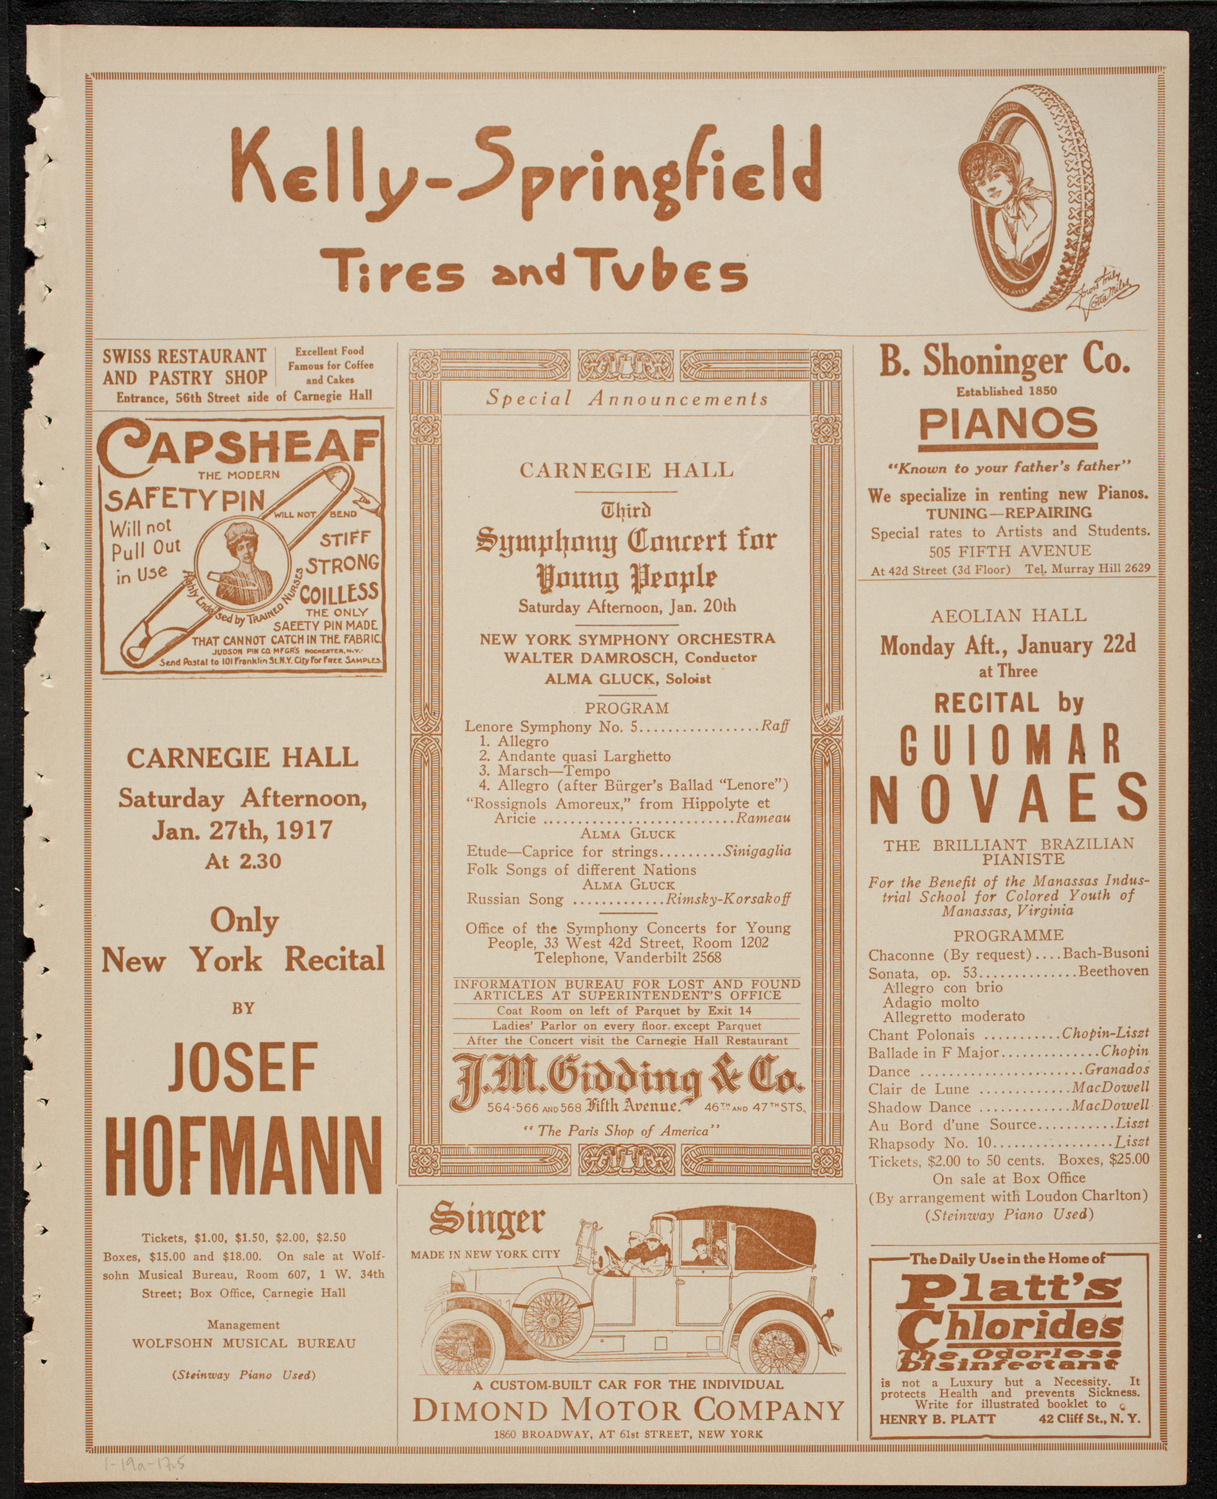 Kelly-Springfield
Tires and Tubes
SWISS RESTAURANT
AND PASTRY SHOP
Excellent Food
Famous for Coffee
and Cakes
Entrance, 56th Street side of Carnegie Hall
CAPSHEAF
THE MODERN
SAFETY PIN
WILL NOT BEND
Will not
Pull Out
in Use
STIFF
STRONG
COILLESS
Highly Endorsed by TRAINED NURSES
THE ONLY
SAFETY PIN MADE
THAT CANNOT CATCH IN THE FABRIC.
JUDSON PIN CO. MFGR'S ROCHESTER, N.Y.
Send Postal to 101 Franklin St. N.Y. City for FREE SAMPLES.
CARNEGIE HALL
Saturday Afternoon,
Jan. 27th, 1917
At 2.30
Only
New York Recital
BY
JOSEF
HOFMANN
Tickets, $1.00, $1.50, $2.00, $2.50
Boxes, $15.00 and $18.00. On sale at Wolf-
sohn Musical Bureau, Room 607, 1 W. 34th
Street; Box Office, Carnegie Hall
Management
WOLFSOHN MUSICAL BUREAU
(Steinway Piano Used)
Special Announcements
CARNEGIE HALL
Third
Symphony Concert for
Young People
Saturday Afternoon, Jan. 20th
NEW YORK SYMPHONY ORCHESTRA
WALTER DAMROSCH, Conductor
ALMA GLUCK, Soloist
PROGRAM
Lenore Symphony No. 5.................Raff
1. Allegro
2. Andante quasi Larghetto
3. Marsch—Tempo
4. Allegro (after Bürger's Ballad "Lenore")
"Rossignols Amoreux," from Hippolyte et
Aricie ..........................Rameau
ALMA GLUCK
Etude—Caprice for strings.........Sinigaglia
Folk Songs of different Nations
ALMA GLUCK
Russian Song .............Rimsky-Korsakoff
Office of the Symphony Concerts for Young
People, 33 West 42d Street, Room 1202
Telephone, Vanderbilt 2568
INFORMATION BUREAU FOR LOST AND FOUND
ARTICLES AT SUPERINTENDENT'S OFFICE
Coat Room on left of Parquet by Exit 14
Ladies' Parlor on every floor. except Parquet
After the Concert visit the Carnegie Hall Restaurant
J.M. Gidding & Co.
564-566 AND 568 Fifth Avenue. 46TH AND 47TH STS.
"The Paris Shop of America"
Singer
MADE IN NEW YORK CITY
A CUSTOM-BUILT CAR FOR THE INDIVIDUAL
DIMOND MOTOR COMPANY
1860 BROADWAY, AT 61st STREET, NEW YORK
Yours truly
Lotta Miles
B. Shoninger Co.
Established 1850
PIANOS
"Known to your father's father"
We specialize in renting new Pianos.
TUNING—REPAIRING
Special rates to Artists and Students.
505 FIFTH AVENUE
At 42d Street (3d Floor) Tel. Murray Hill 2629
AEOLIAN HALL
Monday Aft., January 22d
at Three
RECITAL by
GUIOMAR
NOVAES
THE BRILLIANT BRAZILIAN
PIANISTE
For the Benefit of the Manassas Indus-
trial School for Colored Youth of
Manassas, Virginia
PROGRAMME
Chaconne (By request)....Bach-Busoni
Sonata, op. 53.............Beethoven
Allegro con brio
Adagio molto
Allegretto moderato
Chant Polonais ...........Chopin-Liszt
Ballade in F Major..............Chopin
Dance .......................Granados
Clair de Lune ............MacDowell
Shadow Dance ............MacDowell
Au Bord d'une Source..........Liszt
Rhapsody No. 10.................Liszt
Tickets, $2.00 to 50 cents. Boxes, $25.00
On sale at Box Office
(By arrangement with Loudon Charlton)
(Steinway Piano Used)
The Daily Use in the Home of
Platt's
Chlorides
The Odorless
Disinfectant
is not a Luxury but a Necessity. It
protects Health and prevents Sickness.
Write for illustrated booklet to
HENRY B. PLATT 42 Cliff St., N. Y.
1-19a-17.5